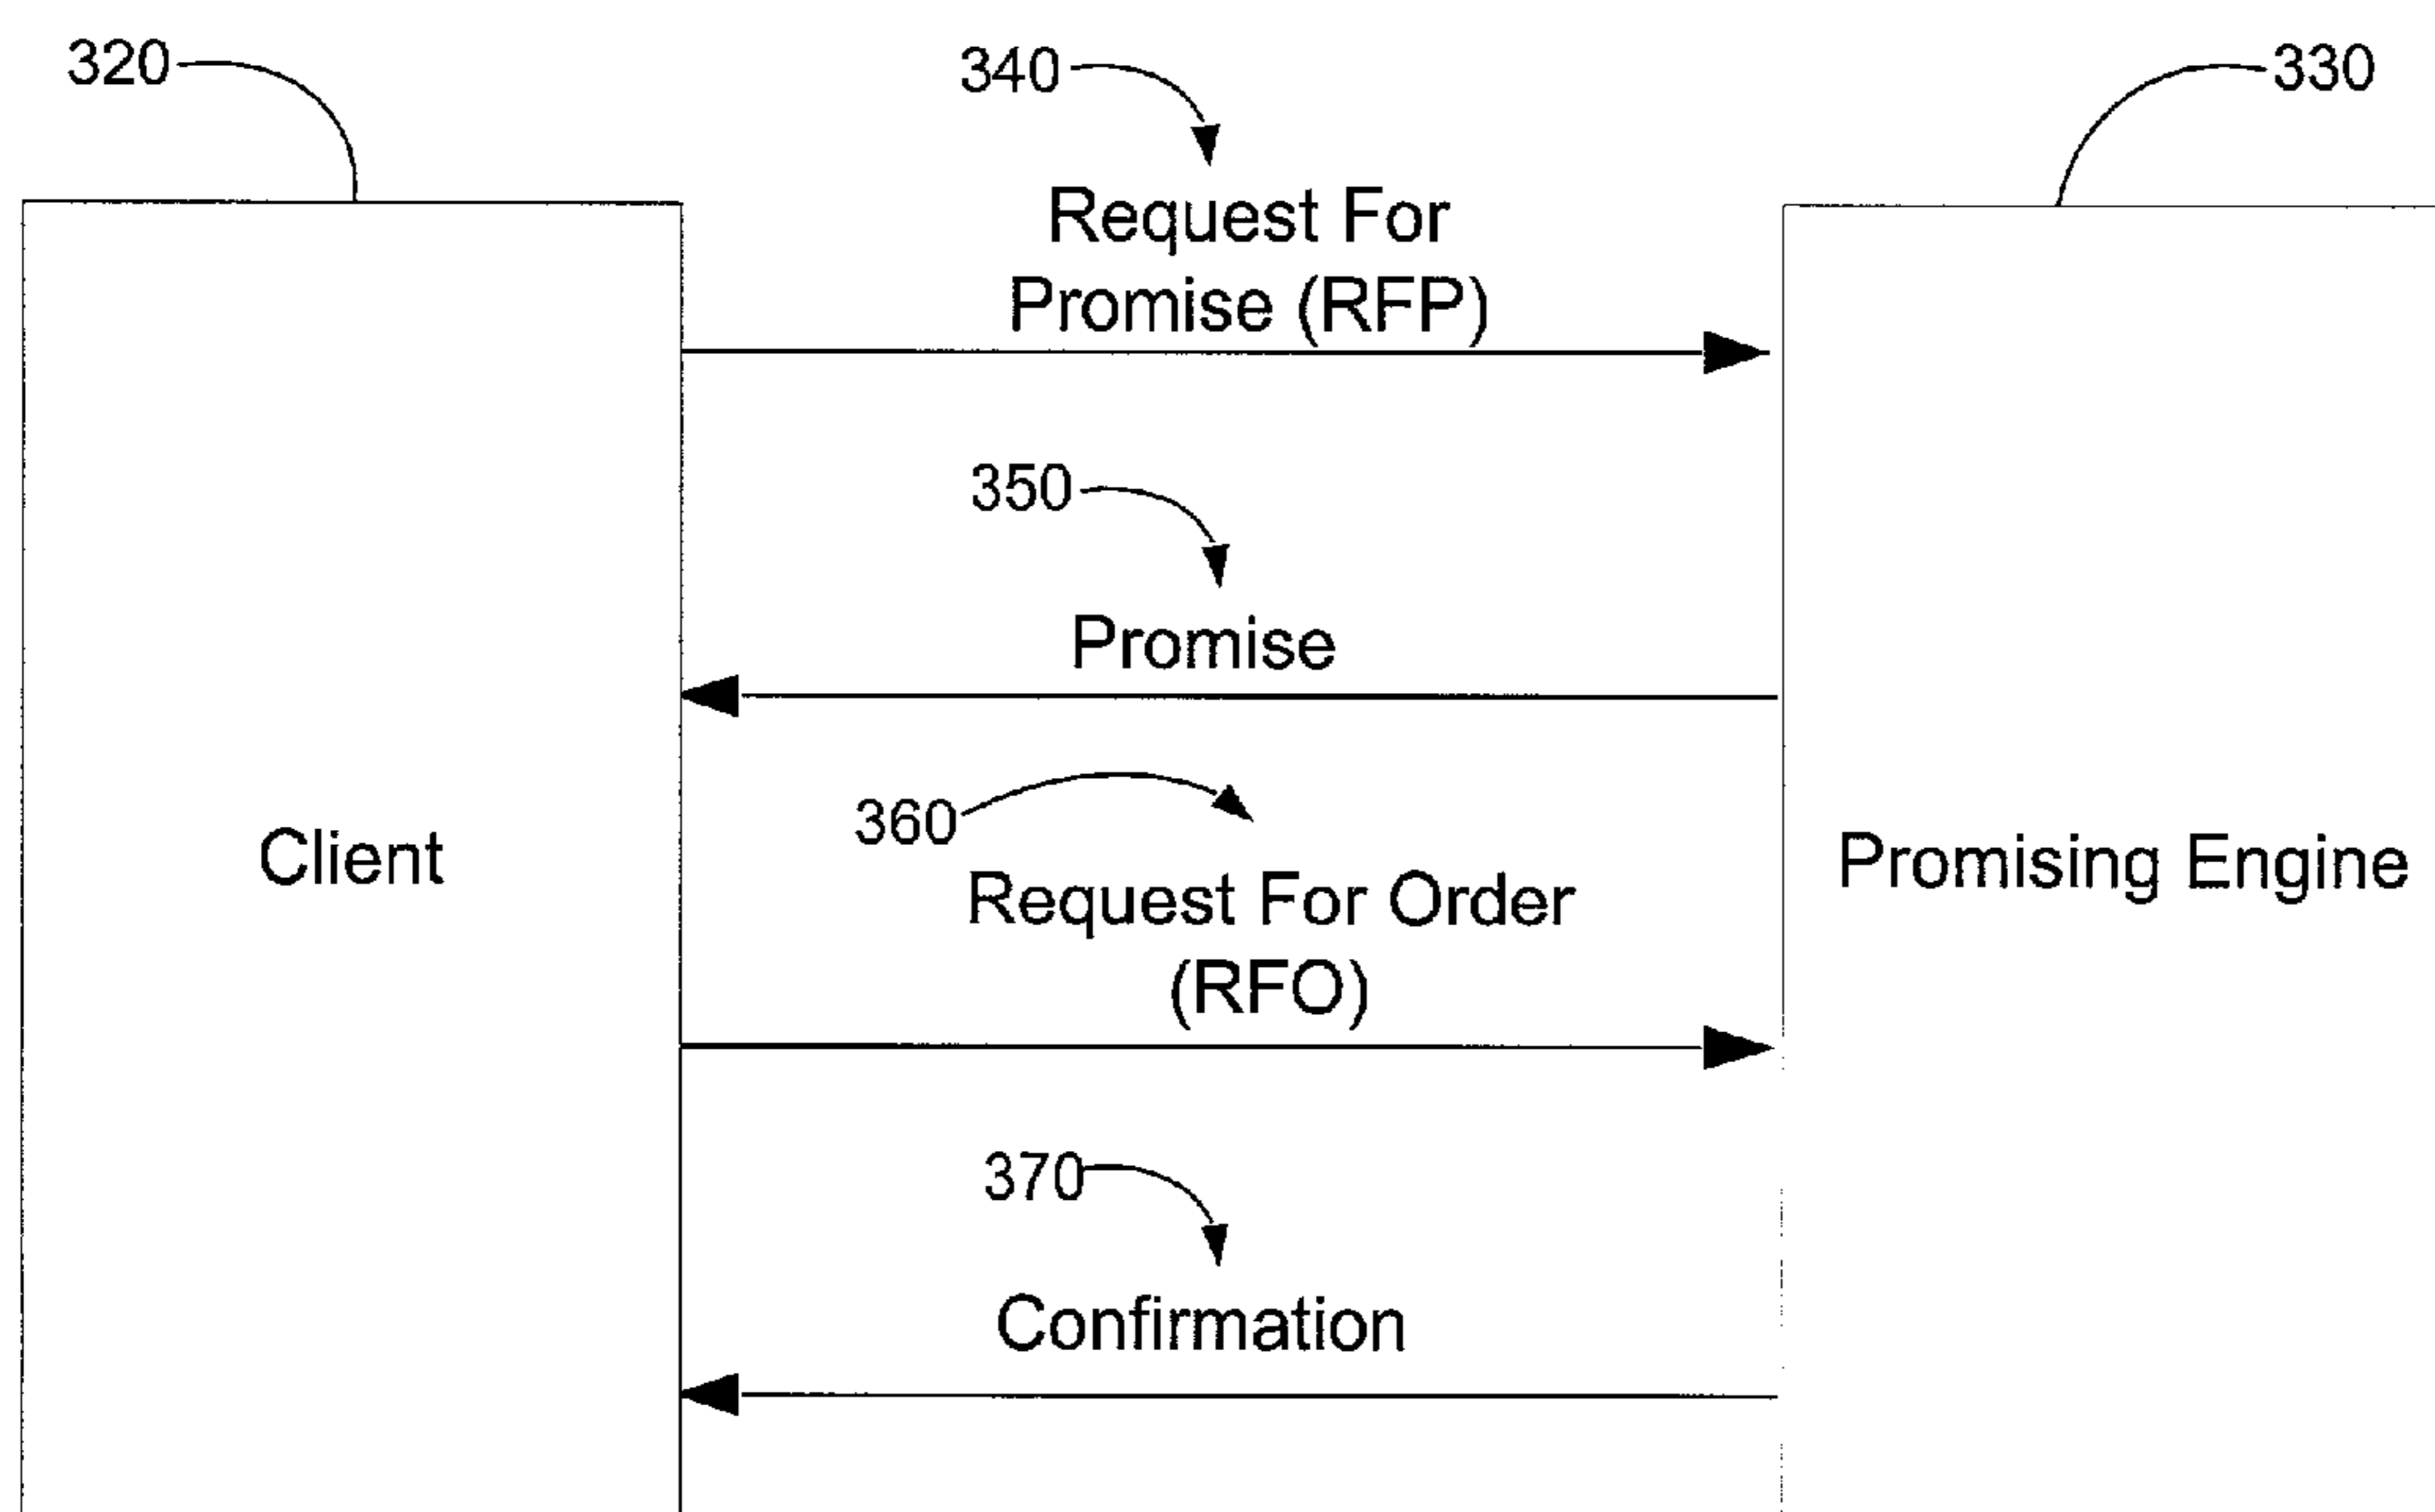 320
340
330
Request For
Promise (RFP)
350
Promise
360
Client
Promising Engine
Request For Order
(RFO)
370
Confirmation